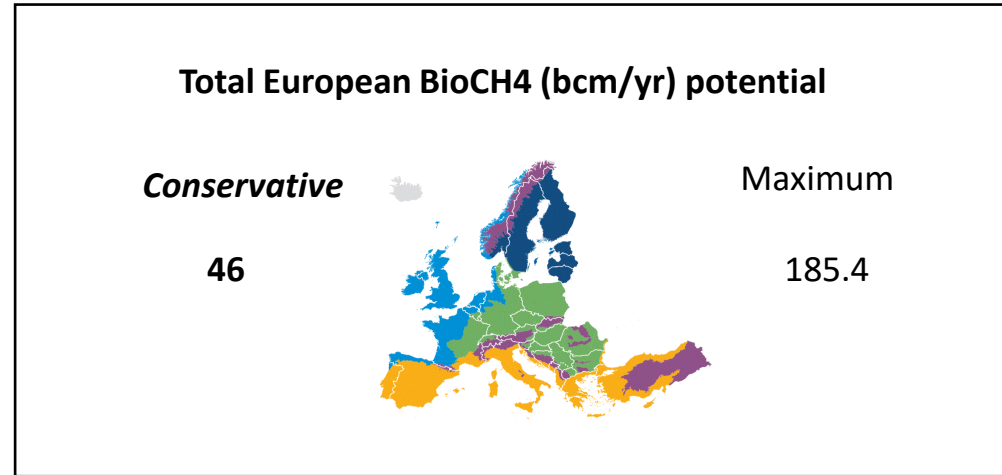 Total European BioCH4 (bcm/yr) potential
Conservative
Maximum
46
185.4